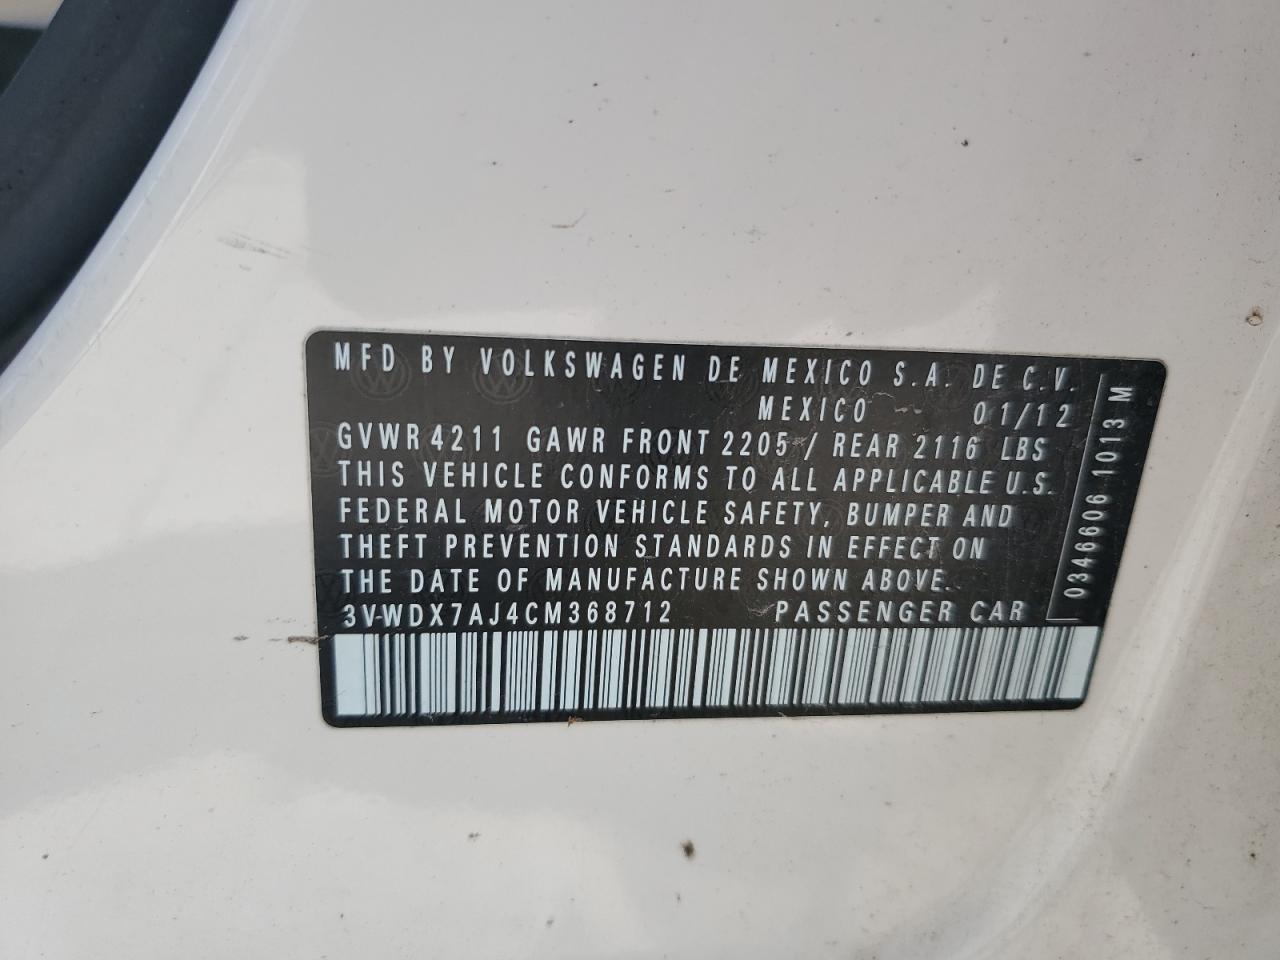 MFD BY VOLKSWAGEN DE MEXICO S.A. DE C.V.
MEXICO 01/12
GVWR 4211 GAWR FRONT 2205 / REAR 2116 LBS
THIS VEHICLE CONFORMS TO ALL APPLICABLE U.S.
FEDERAL MOTOR VEHICLE SAFETY, BUMPER AND
THEFT PREVENTION STANDARDS IN EFFECT ON
THE DATE OF MANUFACTURE SHOWN ABOVE.
3VWDX7AJ4CM368712 PASSENGER CAR
0346606 1013 M